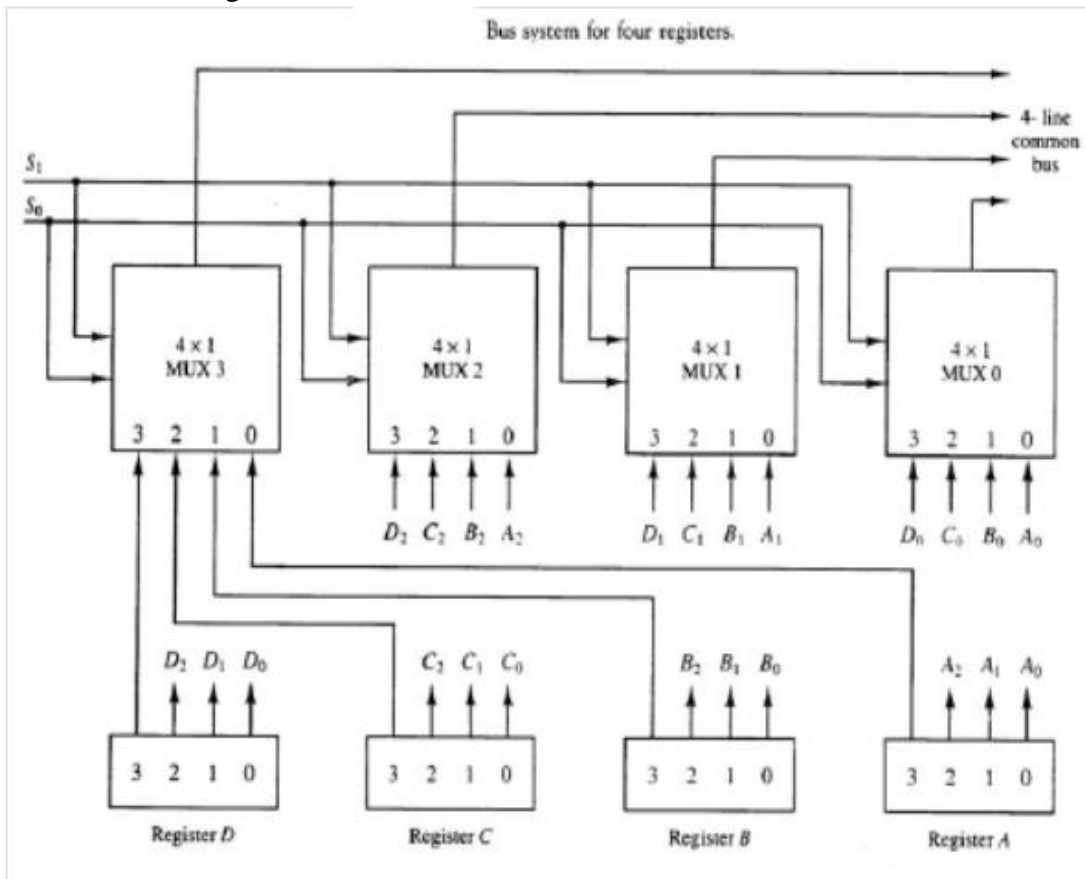 Bus system for four registers.
4- line
common
bus
S₁
S₀
4 × 1
MUX 3
3 2 1 0
4 × 1
MUX 2
3 2 1 0
4 × 1
MUX 1
3 2 1 0
4 × 1
MUX 0
3 2 1 0
D₂ C₂ B₂ A₂
D₁ C₁ B₁ A₁
D₀ C₀ B₀ A₀
D₂ D₁ D₀
C₂ C₁ C₀
B₂ B₁ B₀
A₂ A₁ A₀
3 2 1 0
3 2 1 0
3 2 1 0
3 2 1 0
Register D
Register C
Register B
Register A